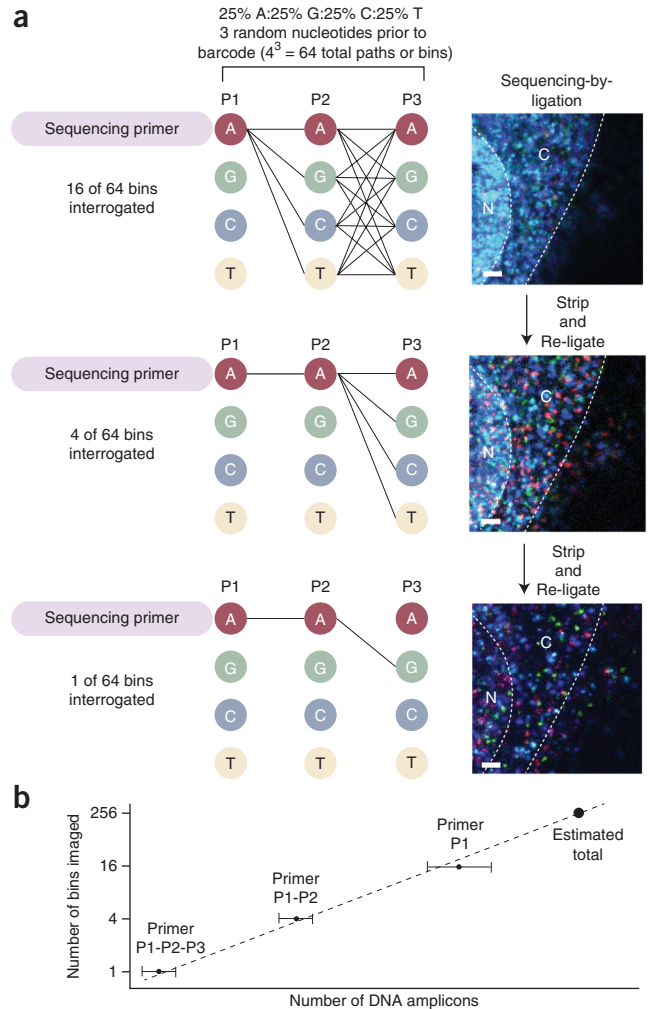 a
25% A:25% G:25% C:25% T
3 random nucleotides prior to
barcode (4³ = 64 total paths or bins)
Sequencing-by-
ligation
P1 P2 P3
Sequencing primer A A A
G G G
C C C
T T T
16 of 64 bins
interrogated
C
N
Strip
and
Re-ligate
P1 P2 P3
Sequencing primer A A A
G G G
C C C
T T T
4 of 64 bins
interrogated
C
N
Strip
and
Re-ligate
P1 P2 P3
Sequencing primer A A A
G G G
C C C
T T T
1 of 64 bins
interrogated
C
N
b
Number of bins imaged
256
16
4
1
Primer
P1-P2-P3
Primer
P1-P2
Primer
P1
Estimated
total
Number of DNA amplicons